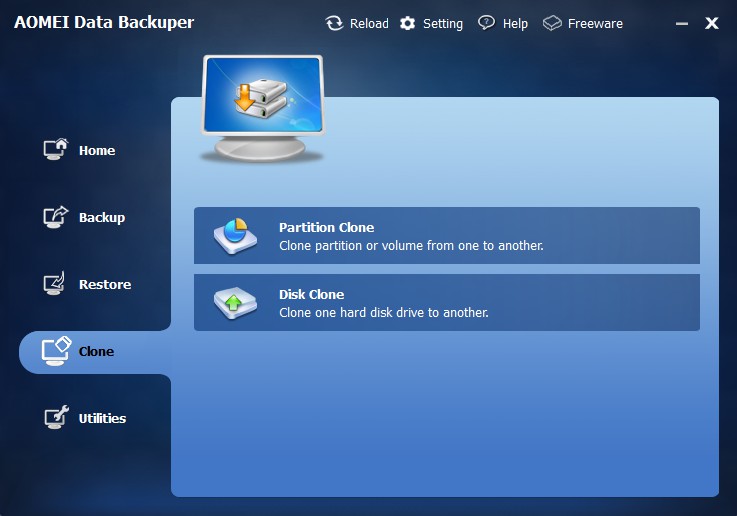 AOMEI Data Backuper
Reload Setting Help Freeware
Home
Backup
Restore
Clone
Utilities
Partition Clone
Clone partition or volume from one to another.
Disk Clone
Clone one hard disk drive to another.